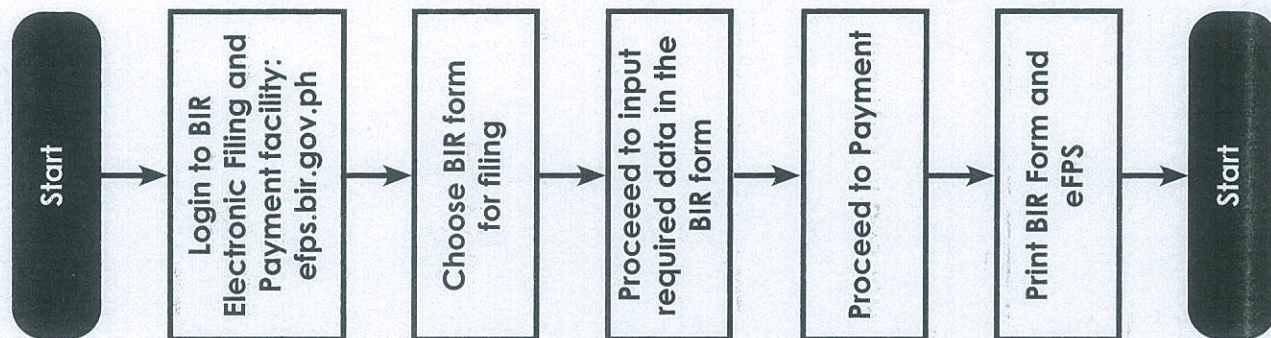 Start
Login to BIR
Electronic Filing and
Payment facility:
efps.bir.gov.ph
Choose BIR form
for filing
Proceed to input
required data in the
BIR form
Proceed to Payment
Print BIR Form and
eFPS
Start